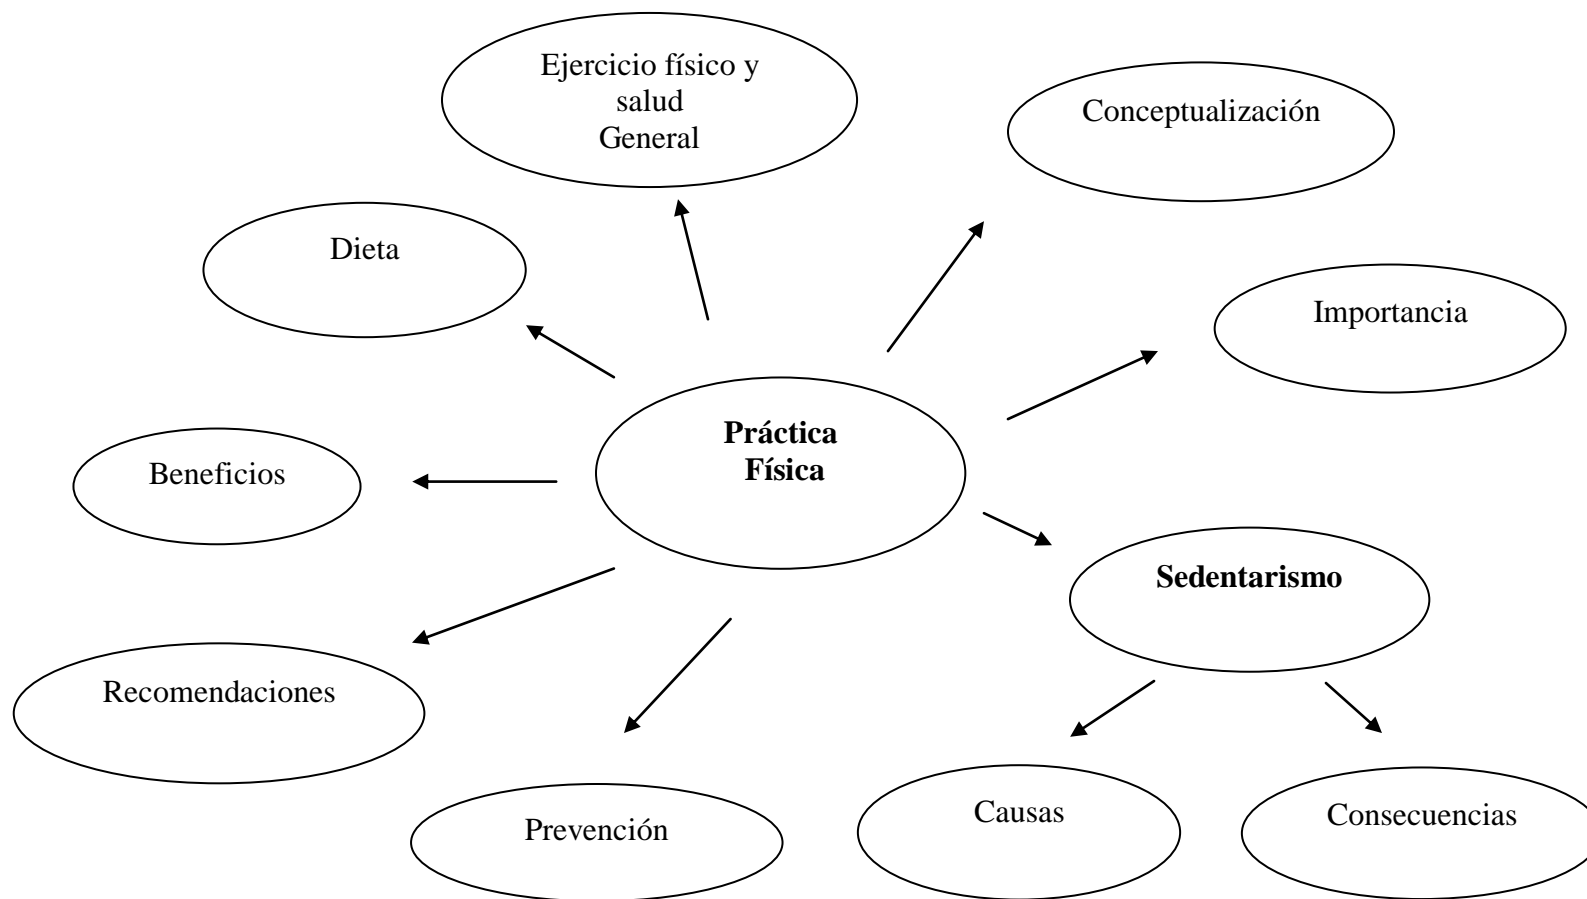 Ejercicio físico y
salud
General
Conceptualización
Dieta
Importancia
Práctica
Física
Beneficios
Sedentarismo
Recomendaciones
Prevención
Causas
Consecuencias